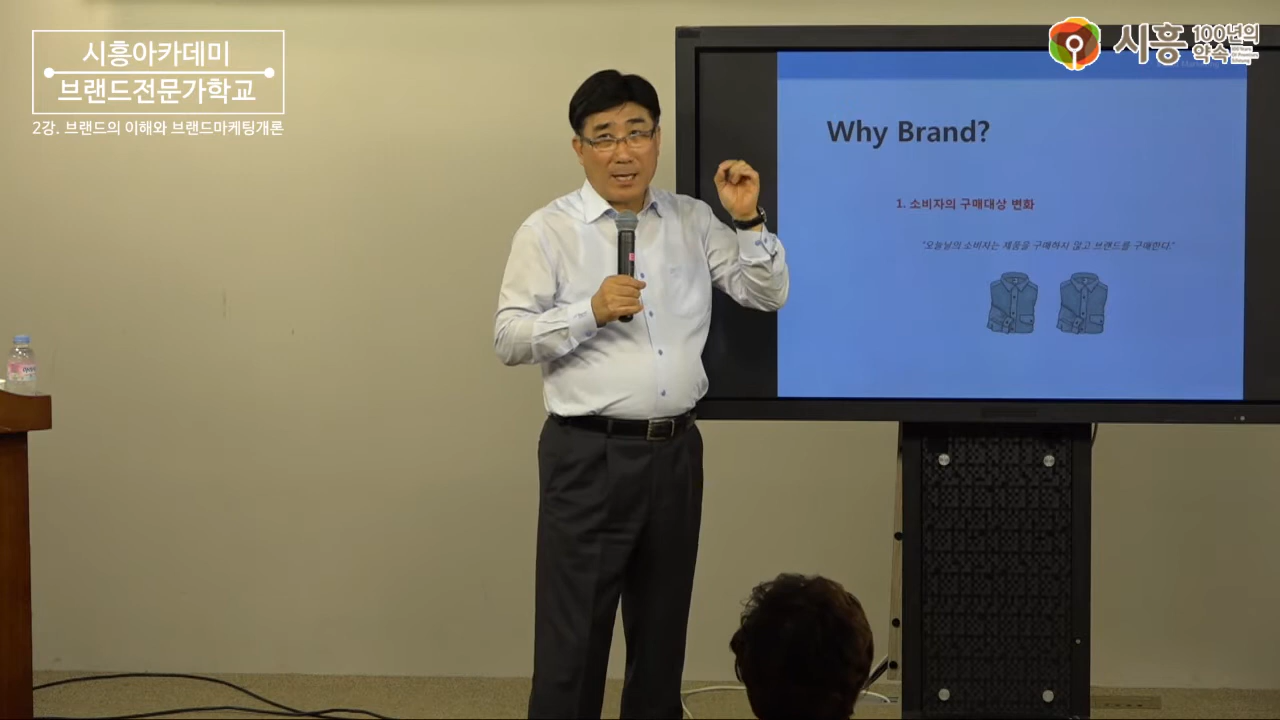 시흥아카데미
브랜드전문가학교
2강. 브랜드의 이해와 브랜드마케팅개론
시흥
100년의
약속
Why Brand?
1. 소비자의 구매대상 변화
"오늘날의 소비자는 제품을 구매하지 않고 브랜드를 구매한다."